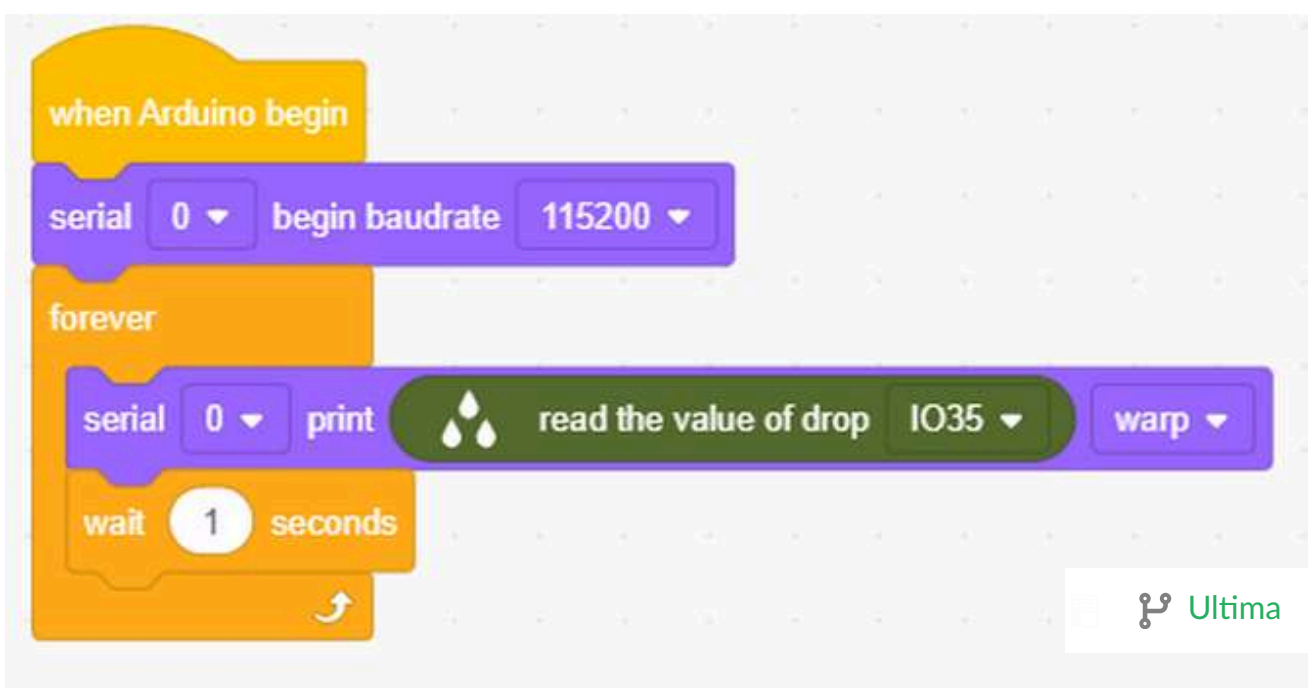 when Arduino begin
serial 0 begin baudrate 115200
forever
serial 0 print read the value of drop IO35 warp
wait 1 seconds
Ultima